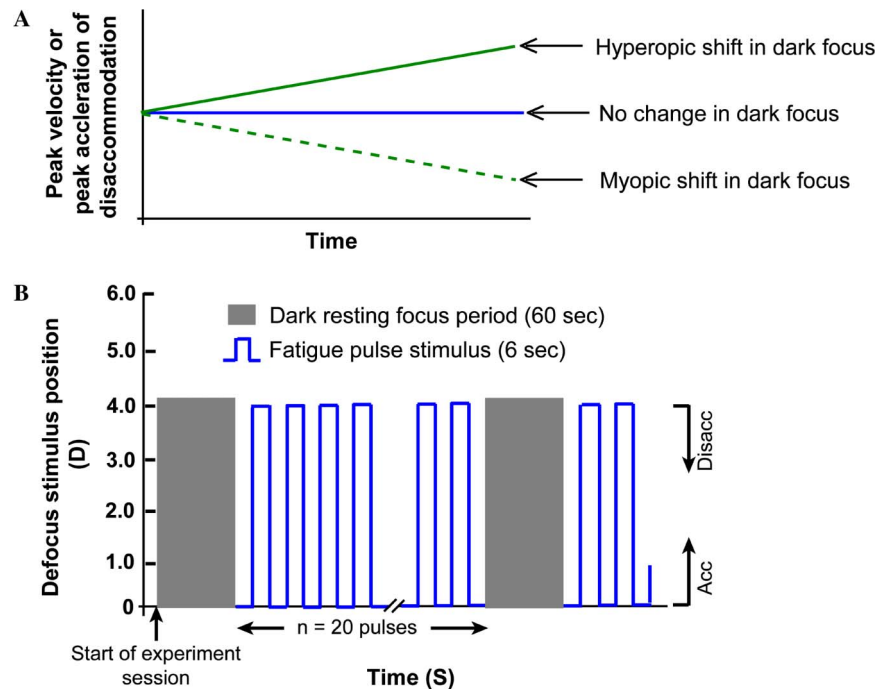 A
Peak velocity or
peak accleration of
disaccommodation
Hyperopic shift in dark focus
No change in dark focus
Myopic shift in dark focus
Time
B
Defocus stimulus position
(D)
6.0
5.0
4.0
3.0
2.0
1.0
0
Dark resting focus period (60 sec)
Fatigue pulse stimulus (6 sec)
Disacc
Acc
n = 20 pulses
Start of experiment
session
Time (S)